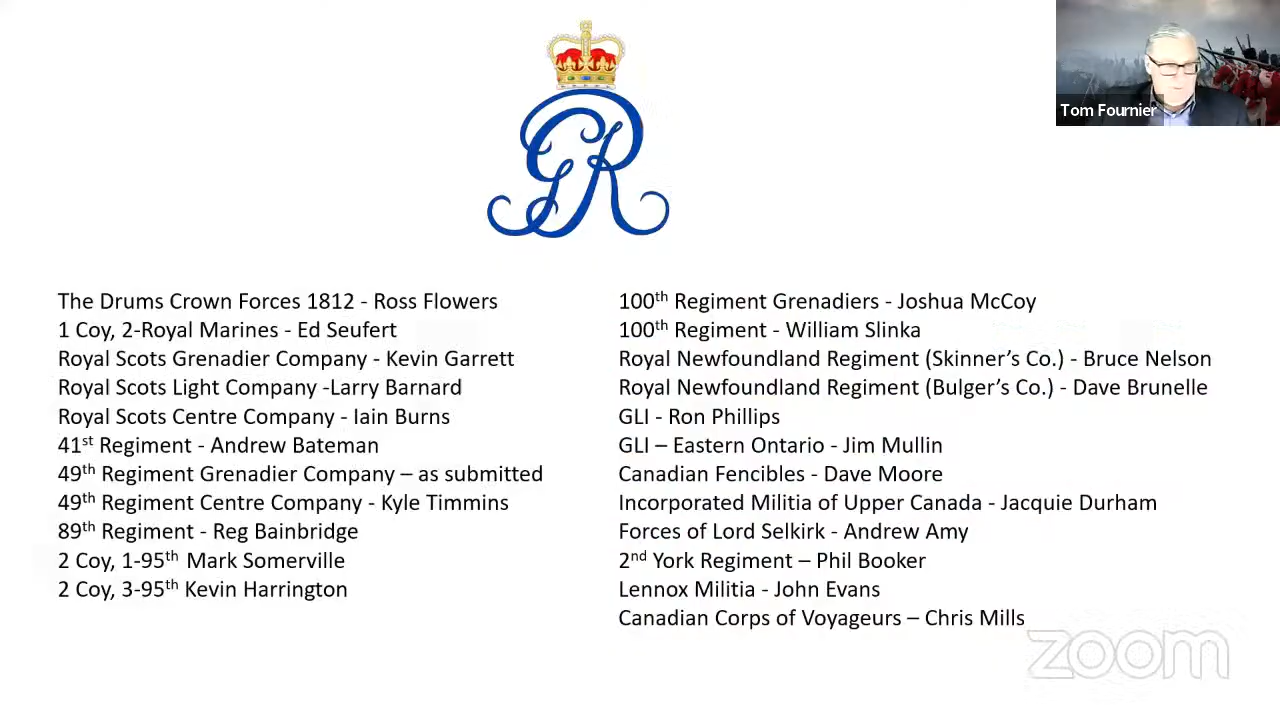 Tom Fournier
GR
The Drums Crown Forces 1812 - Ross Flowers
1 Coy, 2-Royal Marines - Ed Seufert
Royal Scots Grenadier Company - Kevin Garrett
Royal Scots Light Company -Larry Barnard
Royal Scots Centre Company - Iain Burns
41st Regiment - Andrew Bateman
49th Regiment Grenadier Company – as submitted
49th Regiment Centre Company - Kyle Timmins
89th Regiment - Reg Bainbridge
2 Coy, 1-95th Mark Somerville
2 Coy, 3-95th Kevin Harrington
100th Regiment Grenadiers - Joshua McCoy
100th Regiment - William Slinka
Royal Newfoundland Regiment (Skinner's Co.) - Bruce Nelson
Royal Newfoundland Regiment (Bulger's Co.) - Dave Brunelle
GLI - Ron Phillips
GLI – Eastern Ontario - Jim Mullin
Canadian Fencibles - Dave Moore
Incorporated Militia of Upper Canada - Jacquie Durham
Forces of Lord Selkirk - Andrew Amy
2nd York Regiment – Phil Booker
Lennox Militia - John Evans
Canadian Corps of Voyageurs – Chris Mills
zoom